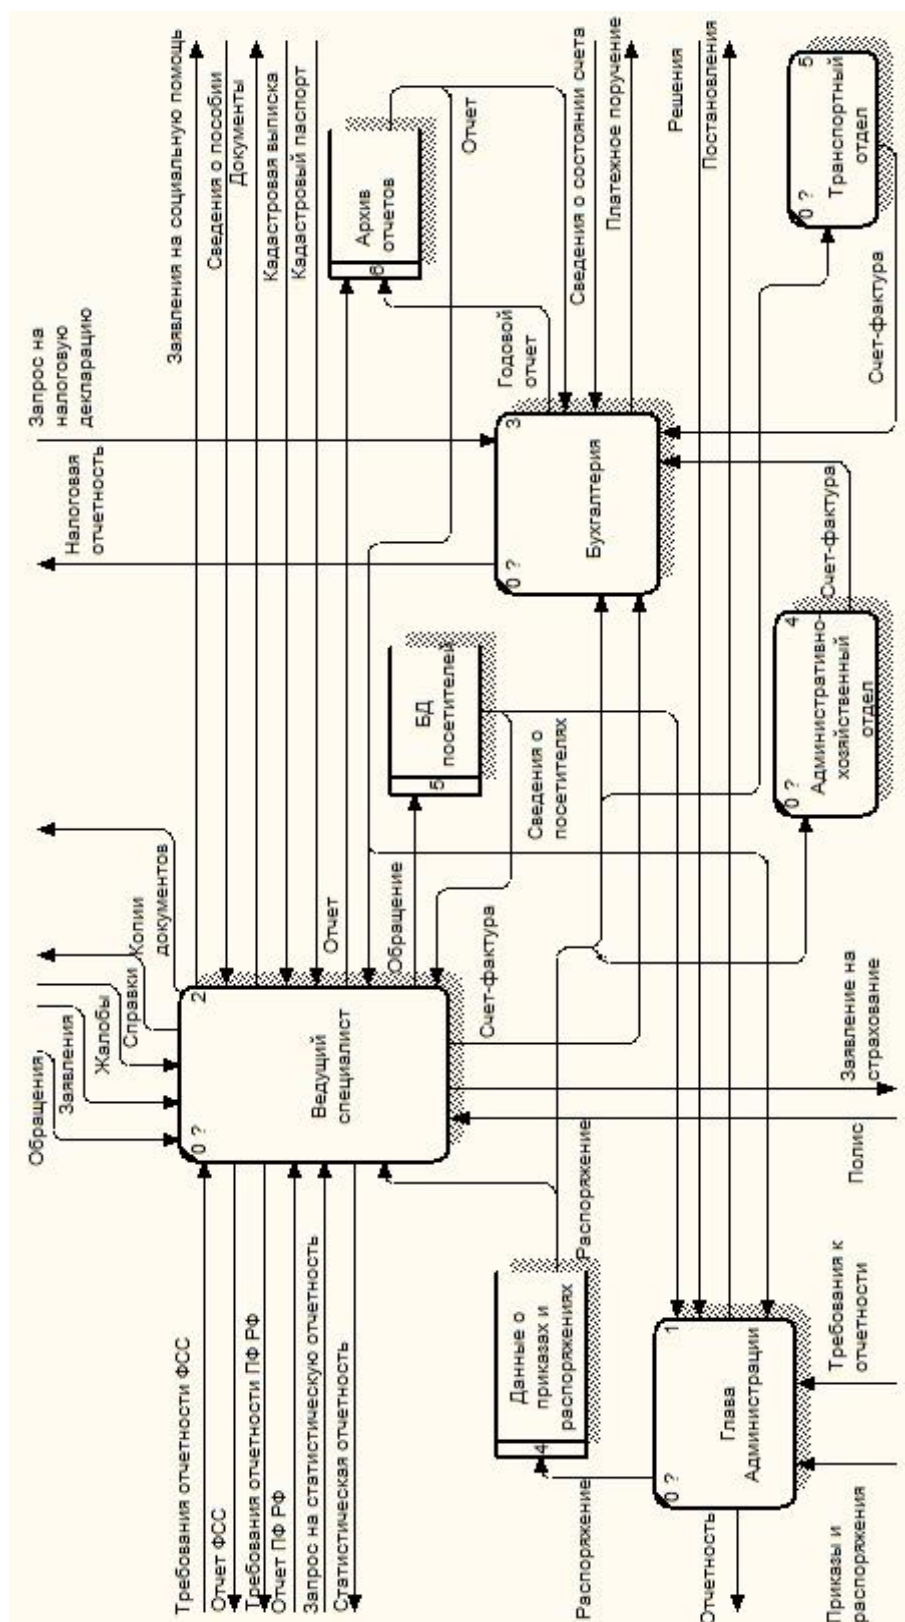 Требования отчетности ФСС
Отчет ФСС
Требования отчетности ПФ РФ
Отчет ПФ РФ
Запрос на статистическую отчетность
Статистическая отчетность
Обращения
Заявления
Жалобы
Справки
Копии
документов
0 ?
2
Ведущий
специалист
Налоговая
отчетность
Запрос на
налоговую
декларацию
Заявления на социальную помощь
Сведения о пособии
Документы
Кадастровая выписка
Кадастровый паспорт
Отчет
Обращение
Счет-фактура
5
БД
посетителей
Сведения о
посетителях
6
Архив
отчетов
Отчет
Годовой
отчет
0 ?
3
Бухгалтерия
Сведения о состоянии счета
Платежное поручение
Решения
Постановления
0 ?
5
Транспортный
отдел
Счет-фактура
0 ?
4
Административно-
хозяйственный
отдел
Счет-фактура
4
Данные о
приказах и
распоряжениях
Распоряжение
Распоряжение
0 ?
1
Глава
Администрации
Отчетность
Приказы и
распоряжения
Требования к
отчетности
Полис
Заявление на
страхование